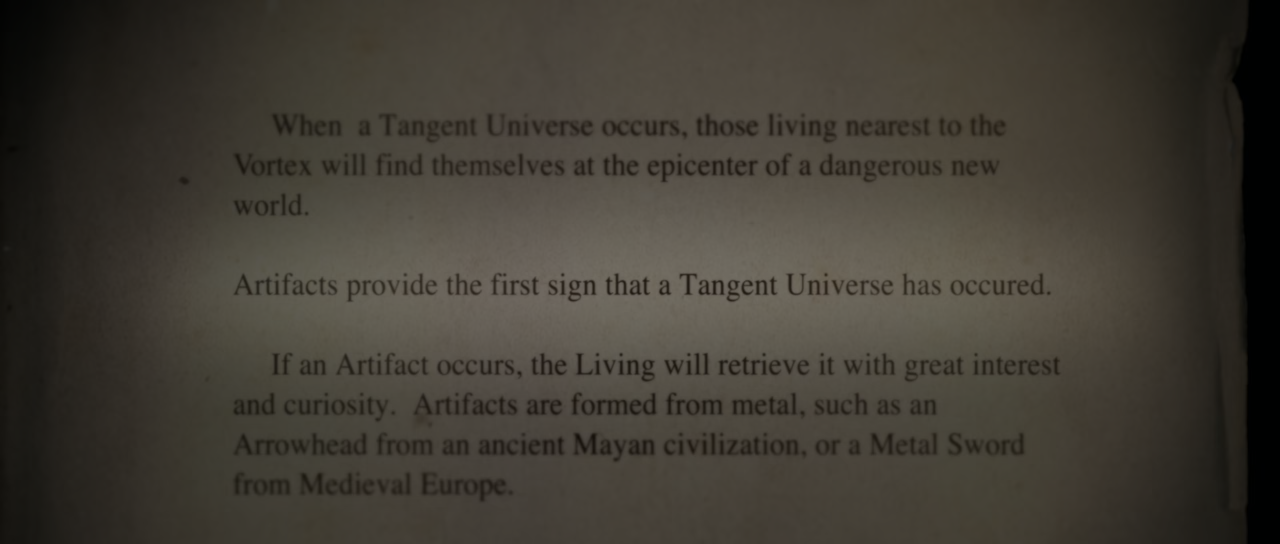 When a Tangent Universe occurs, those living nearest to the
Vortex will find themselves at the epicenter of a dangerous new
world.
Artifacts provide the first sign that a Tangent Universe has occured.
If an Artifact occurs, the Living will retrieve it with great interest
and curiosity. Artifacts are formed from metal, such as an
Arrowhead from an ancient Mayan civilization, or a Metal Sword
from Medieval Europe.